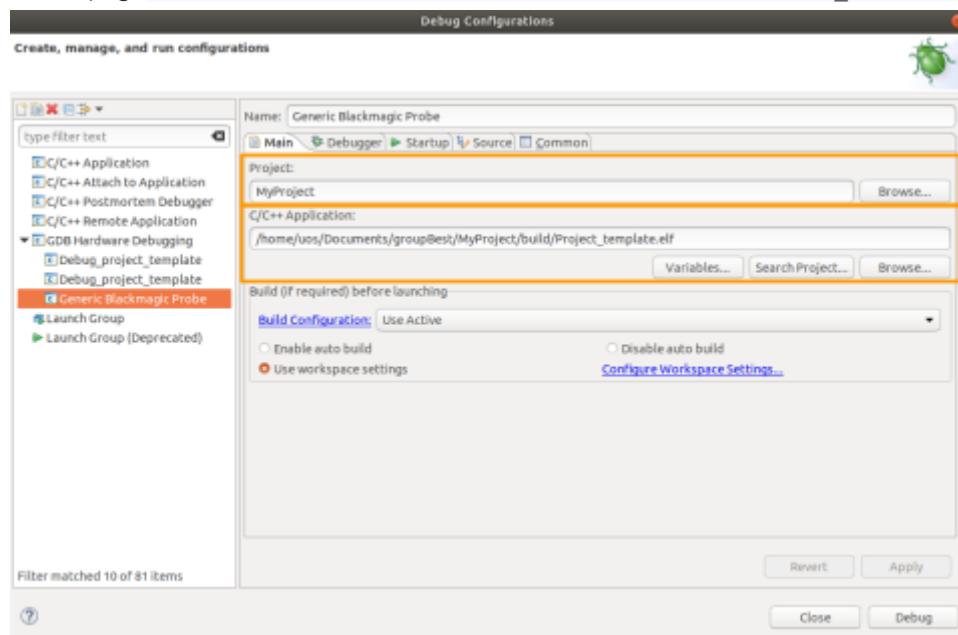 Debug Configurations
Create, manage, and run configurations
type filter text
C/C++ Application
C/C++ Attach to Application
C/C++ Postmortem Debugger
C/C++ Remote Application
GDB Hardware Debugging
Debug_project_template
Debug_project_template
Generic Blackmagic Probe
Launch Group
Launch Group (Deprecated)
Filter matched 10 of 81 items
Name: Generic Blackmagic Probe
Main Debugger Startup Source Common
Project:
MyProject Browse...
C/C++ Application:
/home/uos/Documents/groupBest/MyProject/build/Project_template.elf
Variables... Search Project... Browse...
Build (if required) before launching
Build Configuration: Use Active
Enable auto build Disable auto build
Use workspace settings Configure Workspace Settings...
Revert Apply
Close Debug